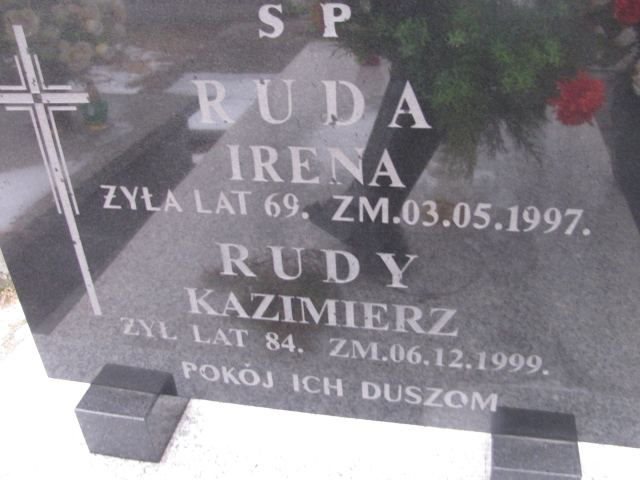 SP
RUDA
IRENA
ŻYŁA LAT 69. ZM.03.05.1997.
RUDY
KAZIMIERZ
ŻYŁ LAT 84. ZM.06.12.1999.
POKÓJ ICH DUSZOM